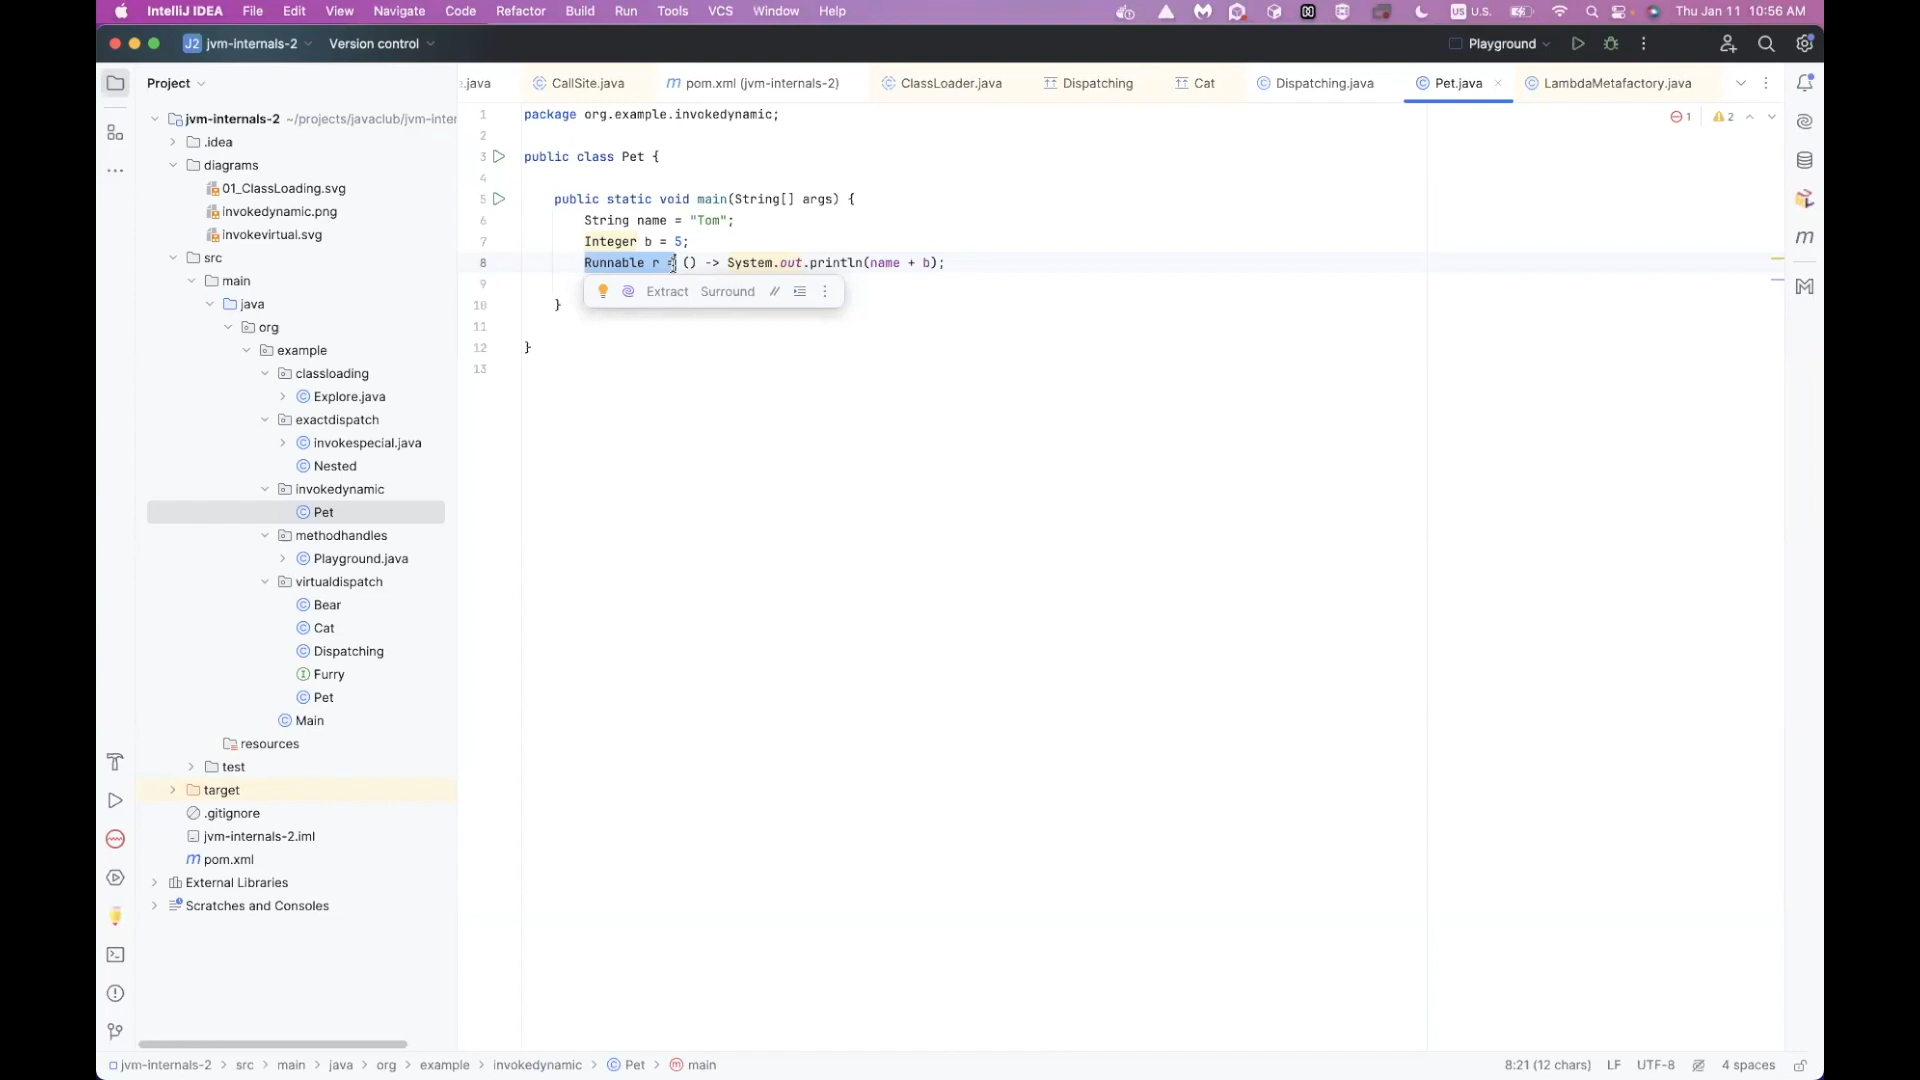 IntelliJ IDEA File Edit View Navigate Code Refactor Build Run Tools VCS Window Help U.S. Thu Jan 11 10:56 AM
J2 jvm-internals-2 Version control Playground
Project
.java CallSite.java pom.xml (jvm-internals-2) ClassLoader.java Dispatching Cat Dispatching.java Pet.java LambdaMetafactory.java
jvm-internals-2 ~/projects/javaclub/jvm-inter
.idea
diagrams
01_ClassLoading.svg
invokedynamic.png
invokevirtual.svg
src
main
java
org
example
classloading
Explore.java
exactdispatch
invokespecial.java
Nested
invokedynamic
Pet
methodhandles
Playground.java
virtualdispatch
Bear
Cat
Dispatching
Furry
Pet
Main
resources
test
target
.gitignore
jvm-internals-2.iml
pom.xml
External Libraries
Scratches and Consoles
1 package org.example.invokedynamic;
2
3 public class Pet {
4
5 public static void main(String[] args) {
6 String name = "Tom";
7 Integer b = 5;
8 Runnable r = () -> System.out.println(name + b);
9
Extract Surround //
10 }
11
12 }
13
1 2
jvm-internals-2 > src > main > java > org > example > invokedynamic > Pet > main 8:21 (12 chars) LF UTF-8 4 spaces